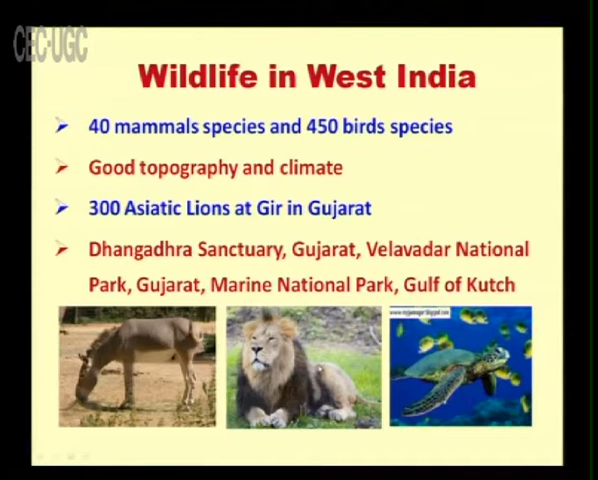 CEC-UGC
Wildlife in West India
40 mammals species and 450 birds species
Good topography and climate
300 Asiatic Lions at Gir in Gujarat
Dhangadhra Sanctuary, Gujarat, Velavadar National
Park, Gujarat, Marine National Park, Gulf of Kutch